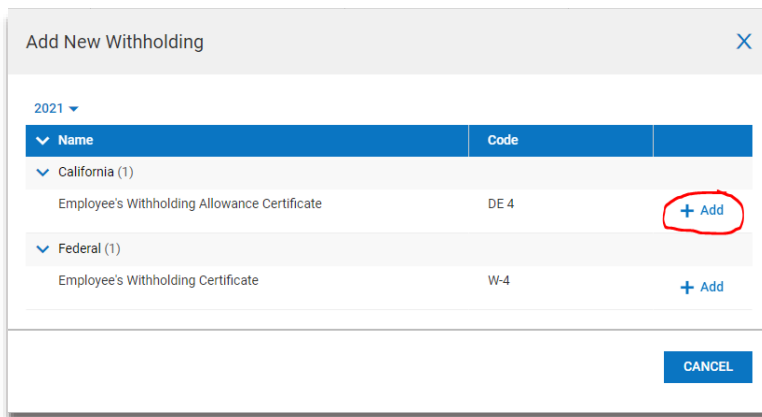 Add New Withholding X
2021
Name Code
California (1)
Employee's Withholding Allowance Certificate DE 4 + Add
Federal (1)
Employee's Withholding Certificate W-4 + Add
CANCEL